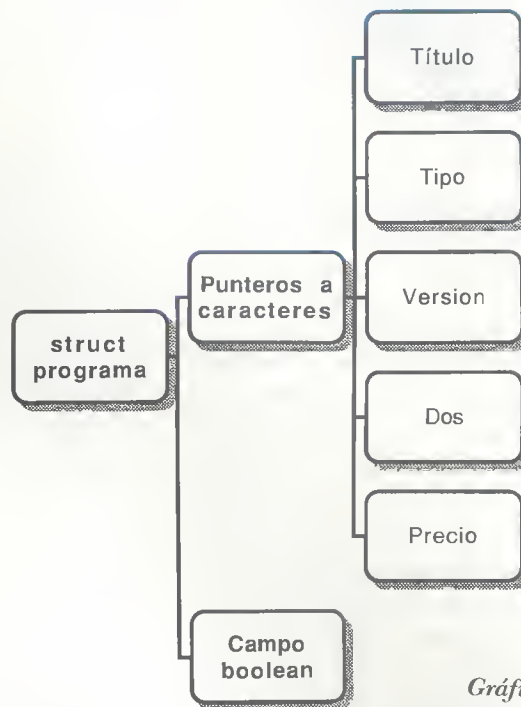 Título
Tipo
Punteros a
caracteres
Version
struct
programa
Dos
Precio
Campo
boolean